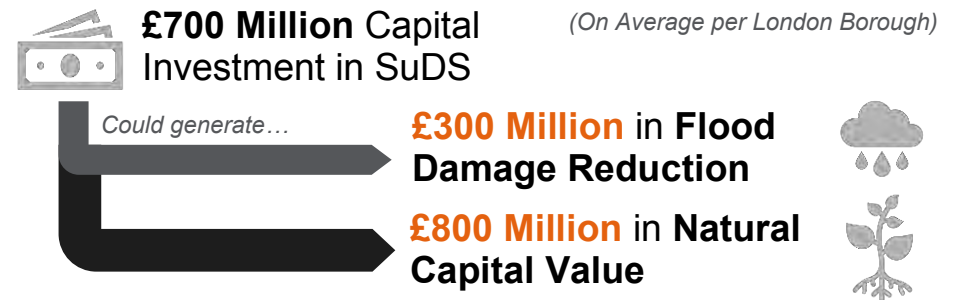 £700 Million Capital
Investment in SuDS
(On Average per London Borough)
Could generate…
£300 Million in Flood
Damage Reduction
£800 Million in Natural
Capital Value